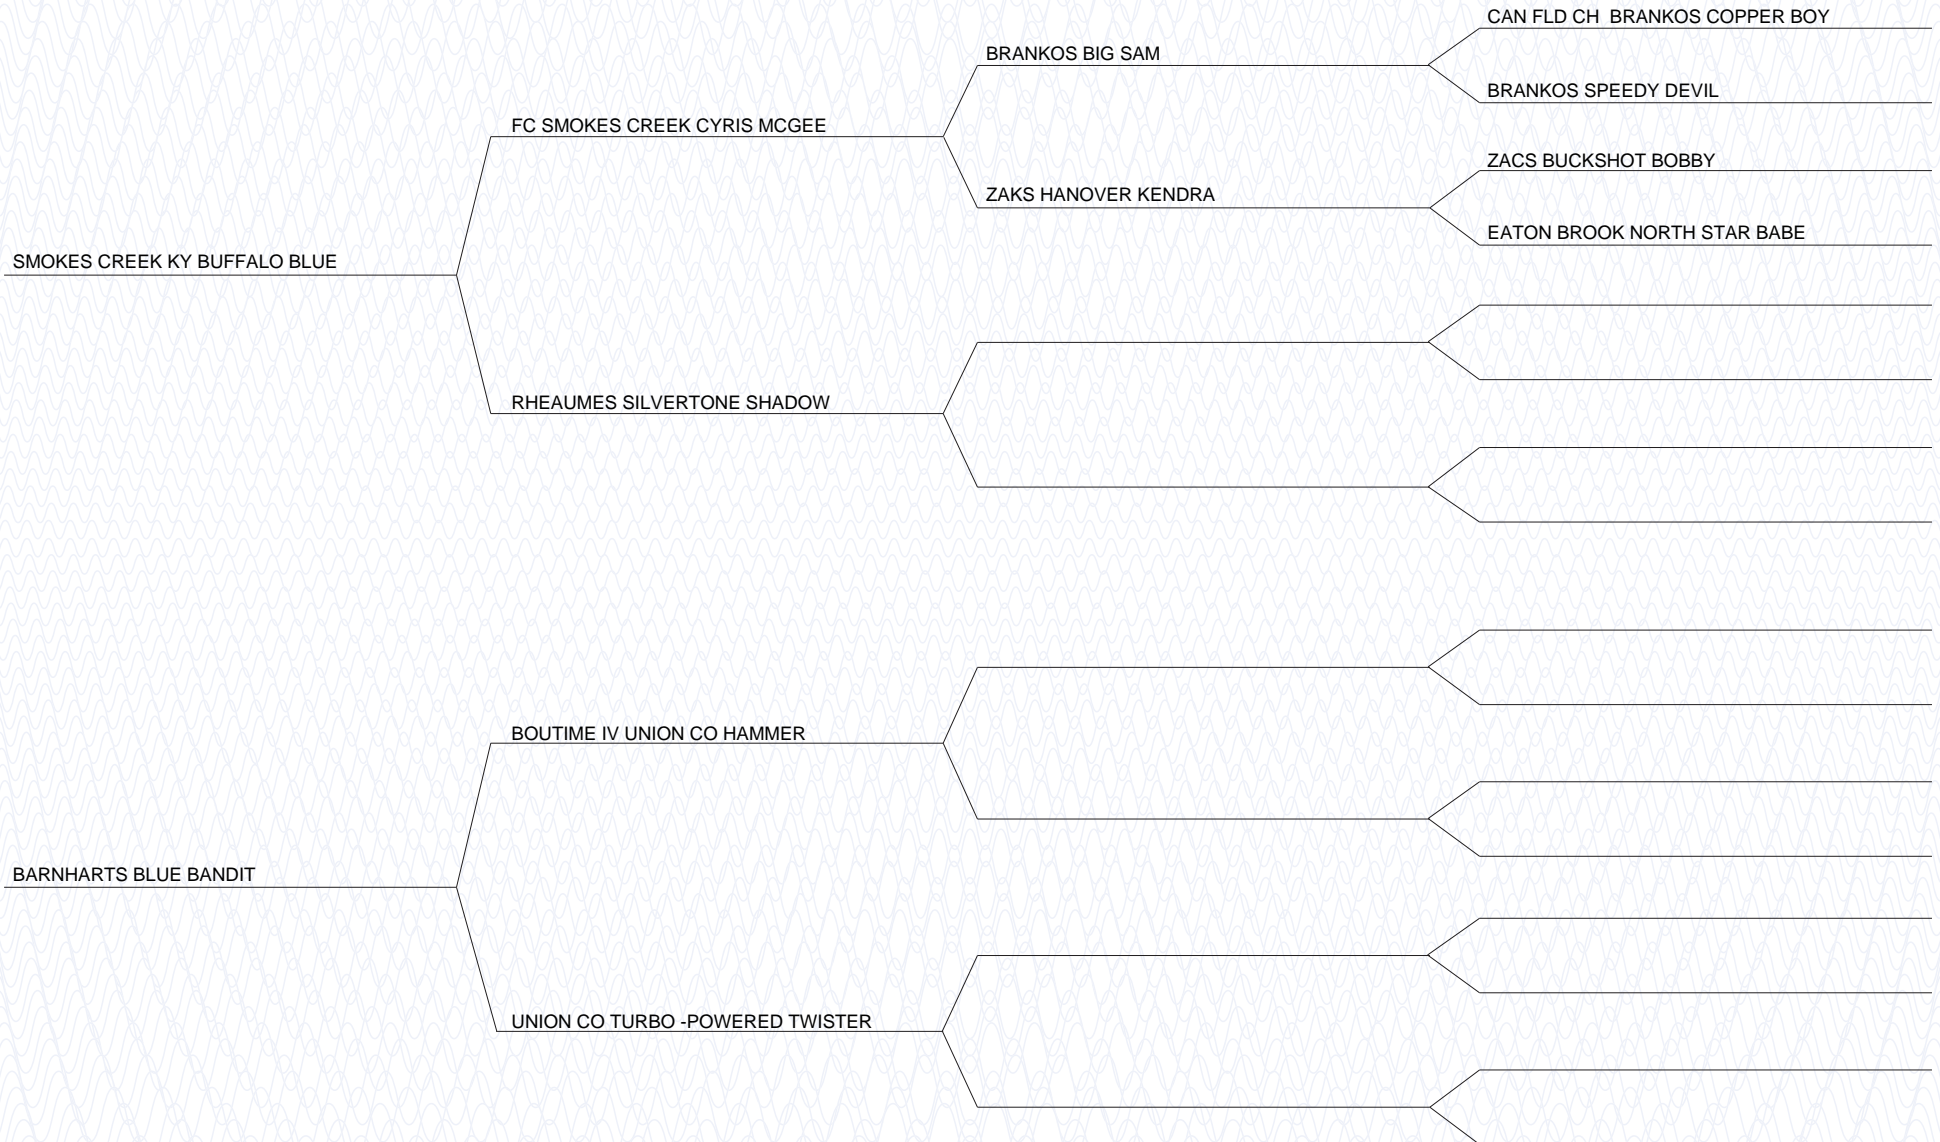 CAN FLD CH  BRANKOS COPPER BOY
BRANKOS BIG SAM
BRANKOS SPEEDY DEVIL
FC SMOKES CREEK CYRIS MCGEE
ZACS BUCKSHOT BOBBY
ZAKS HANOVER KENDRA
EATON BROOK NORTH STAR BABE
SMOKES CREEK KY BUFFALO BLUE
RHEAUMES SILVERTONE SHADOW
BOUTIME IV UNION CO HAMMER
BARNHARTS BLUE BANDIT
UNION CO TURBO -POWERED TWISTER